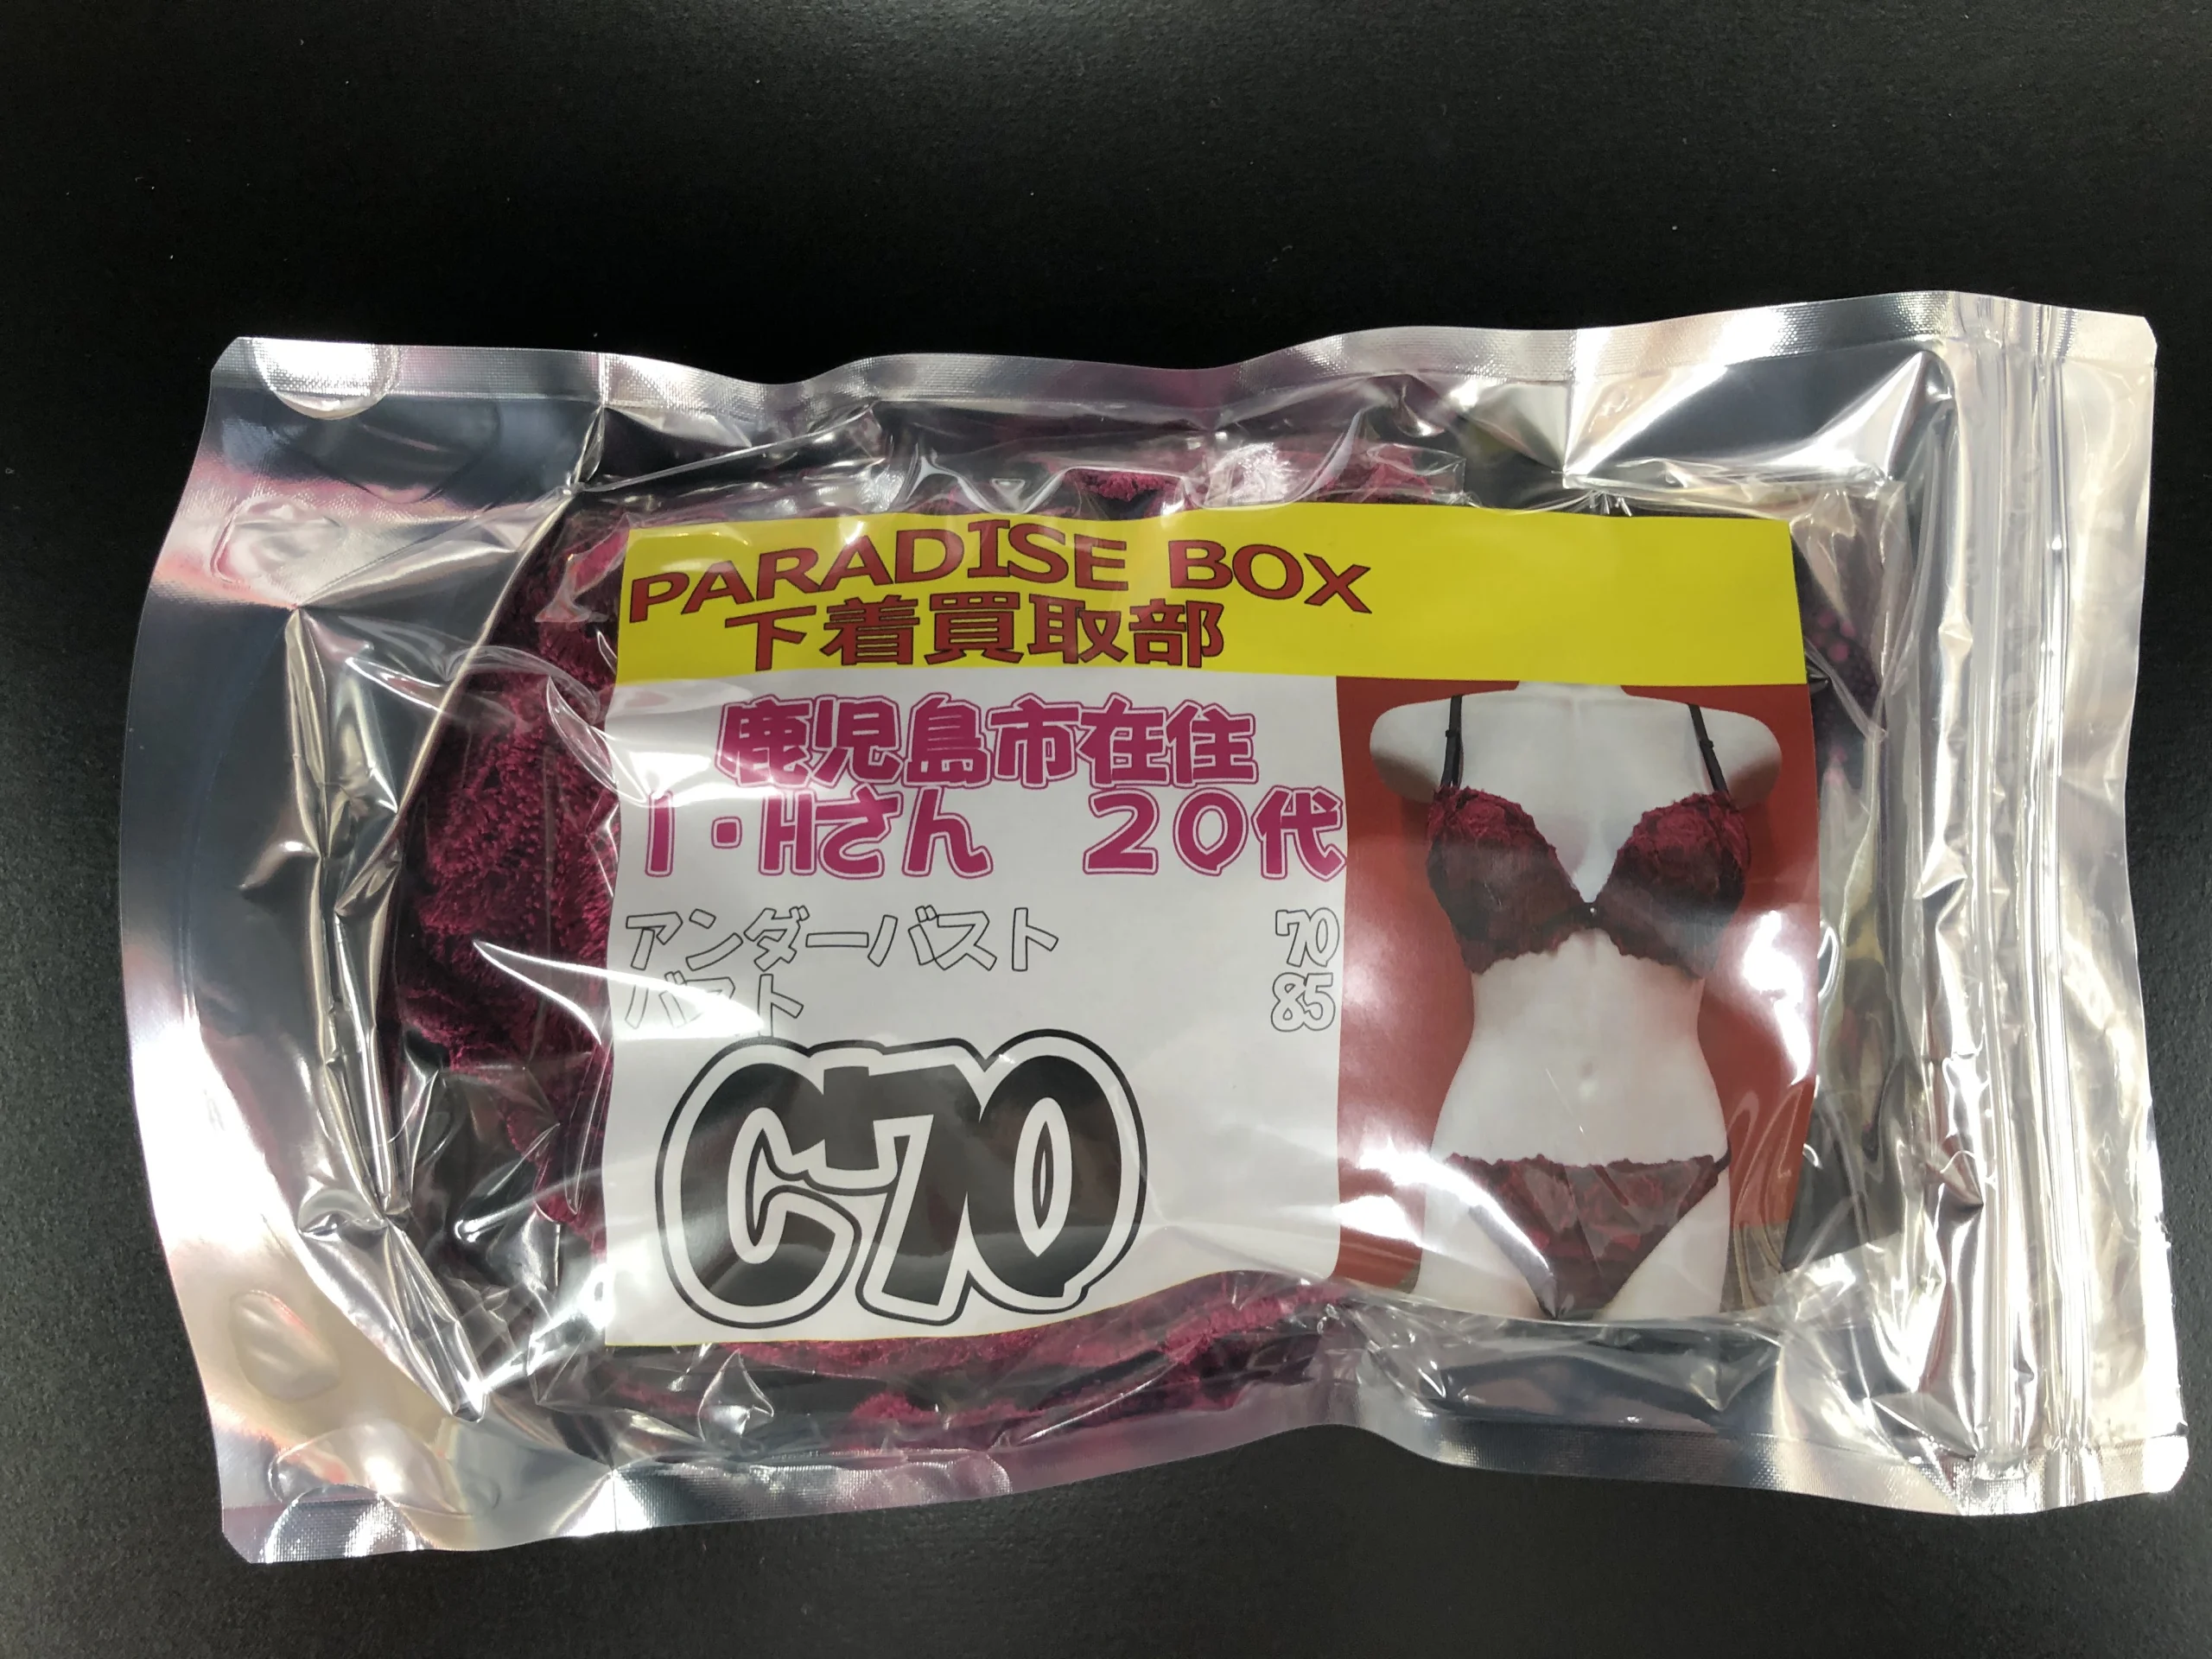 PARADISE BOX
下着買取部
鹿児島市在住
I・Hさん 20代
アンダーバスト 70
バスト 85
C-70